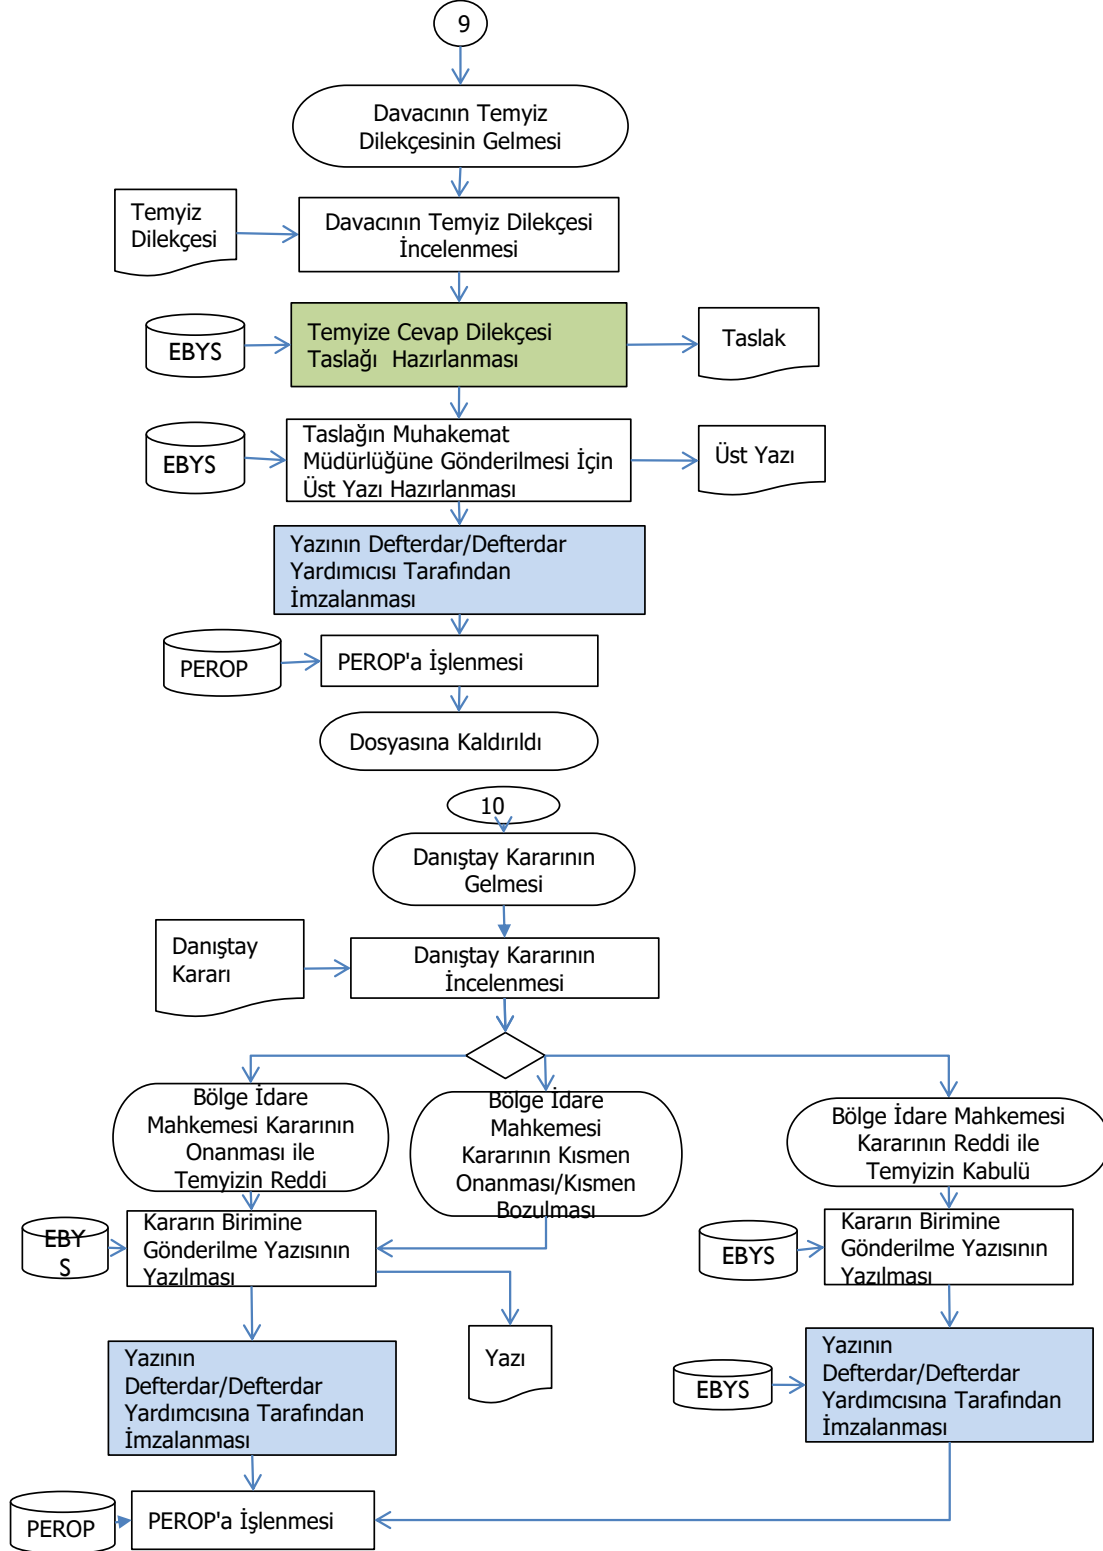 9
Davacının Temyiz
Dilekçesinin Gelmesi
Temyiz
Dilekçesi
Davacının Temyiz Dilekçesi
İncelenmesi
EBYS
Temyize Cevap Dilekçesi
Taslağı Hazırlanması
Taslak
EBYS
Taslağın Muhakemat
Müdürlüğüne Gönderilmesi İçin
Üst Yazı Hazırlanması
Üst Yazı
Yazının Defterdar/Defterdar
Yardımıcısı Tarafından
İmzalanması
PEROP
PEROP'a İşlenmesi
Dosyasına Kaldırıldı
10
Danıştay Kararının
Gelmesi
Danıştay
Kararı
Danıştay Kararının
İncelenmesi
Bölge İdare
Mahkemesi Kararının
Onanması ile
Temyizin Reddi
Bölge İdare
Mahkemesi
Kararının Kısmen
Onanması/Kısmen
Bozulması
Bölge İdare Mahkemesi
Kararının Reddi ile
Temyizin Kabulü
EBY
S
Kararın Birimine
Gönderilme Yazısının
Yazılması
EBYS
Kararın Birimine
Gönderilme Yazısının
Yazılması
Yazının
Defterdar/Defterdar
Yardımcısına Tarafından
İmzalanması
Yazı
EBYS
Yazının
Defterdar/Defterdar
Yardımcısına Tarafından
İmzalanması
PEROP
PEROP'a İşlenmesi